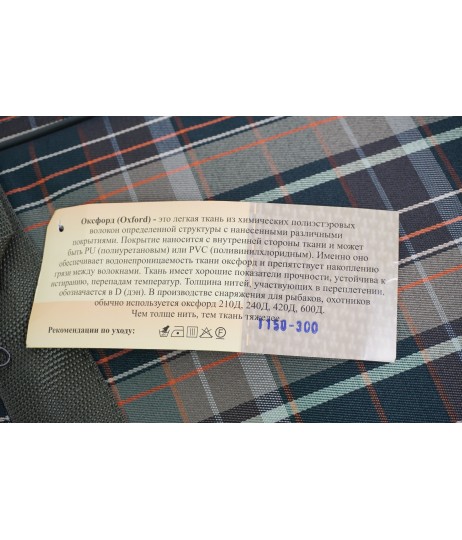 Оксфорд (Oxford) - это легкая ткань из химических полиэстэровых
волокон определенной структуры с нанесенными различными
покрытиями. Покрытие наносится с внутренней стороны ткани и может
быть PU (полиуретановым) или PVC (поливинилхлоридным). Именно оно
обеспечивает водонепроницаемость ткани оксфорд и препятствует накоплению
грязи между волокнами. Ткань имеет хорошие показатели прочности, устойчива к
истиранию, перепадам температур. Толщина нитей, участвующих в переплетении,
обозначается в D (дэн). В производстве снаряжения для рыбаков, охотников
обычно используется оксфорд 210Д, 240Д, 420Д, 600Д.
Чем толще нить, тем ткань тяжелее.
Рекомендации по уходу:
Т150-300